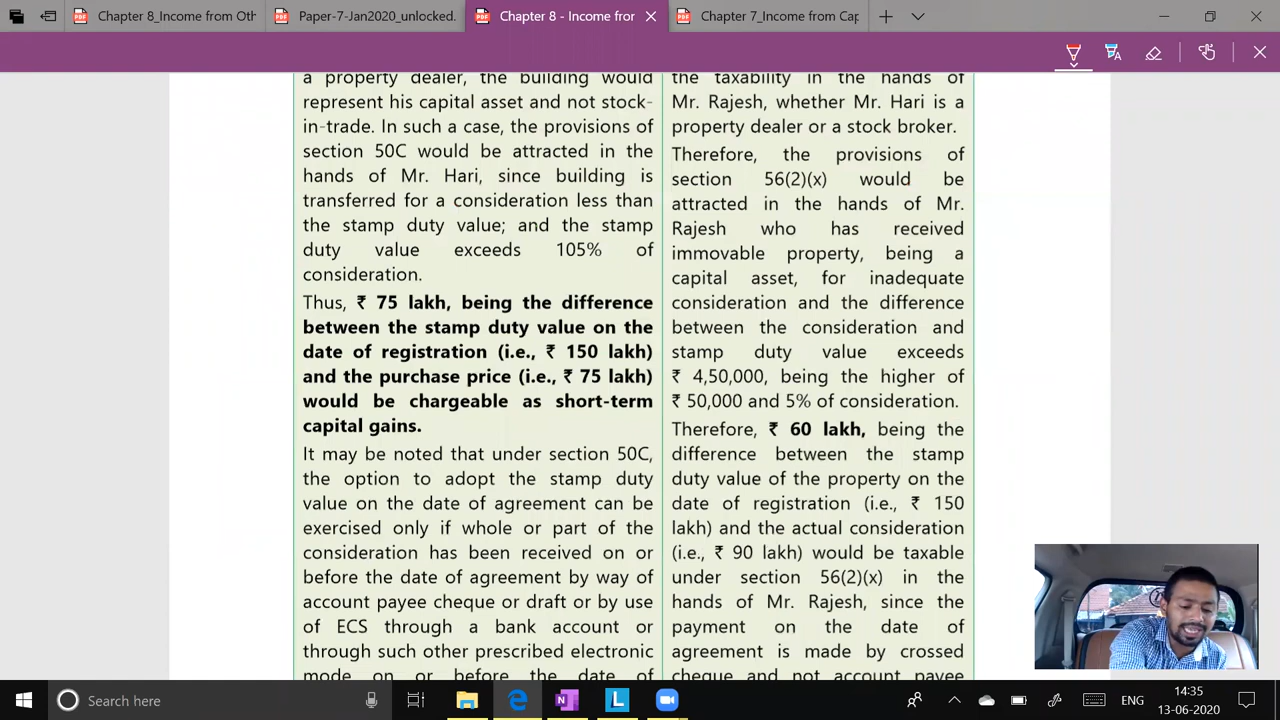 Chapter 8_Income from Oth
Paper-7-Jan2020_unlocked.
Chapter 8 - Income fror
Chapter 7_Income from Cap
a property dealer, the building would
represent his capital asset and not stock-
in-trade. In such a case, the provisions of
section 50C would be attracted in the
hands of Mr. Hari, since building is
transferred for a consideration less than
the stamp duty value; and the stamp
duty value exceeds 105% of
consideration.
Thus, ₹ 75 lakh, being the difference
between the stamp duty value on the
date of registration (i.e., ₹ 150 lakh)
and the purchase price (i.e., ₹ 75 lakh)
would be chargeable as short-term
capital gains.
It may be noted that under section 50C,
the option to adopt the stamp duty
value on the date of agreement can be
exercised only if whole or part of the
consideration has been received on or
before the date of agreement by way of
account payee cheque or draft or by use
of ECS through a bank account or
through such other prescribed electronic
mode on or before the date of
the taxability in the hands of
Mr. Rajesh, whether Mr. Hari is a
property dealer or a stock broker.
Therefore, the provisions of
section 56(2)(x) would be
attracted in the hands of Mr.
Rajesh who has received
immovable property, being a
capital asset, for inadequate
consideration and the difference
between the consideration and
stamp duty value exceeds
₹ 4,50,000, being the higher of
₹ 50,000 and 5% of consideration.
Therefore, ₹ 60 lakh, being the
difference between the stamp
duty value of the property on the
date of registration (i.e., ₹ 150
lakh) and the actual consideration
(i.e., ₹ 90 lakh) would be taxable
under section 56(2)(x) in the
hands of Mr. Rajesh, since the
payment on the date of
agreement is made by crossed
cheque and not account payee
Search here
ENG
14:35
13-06-2020